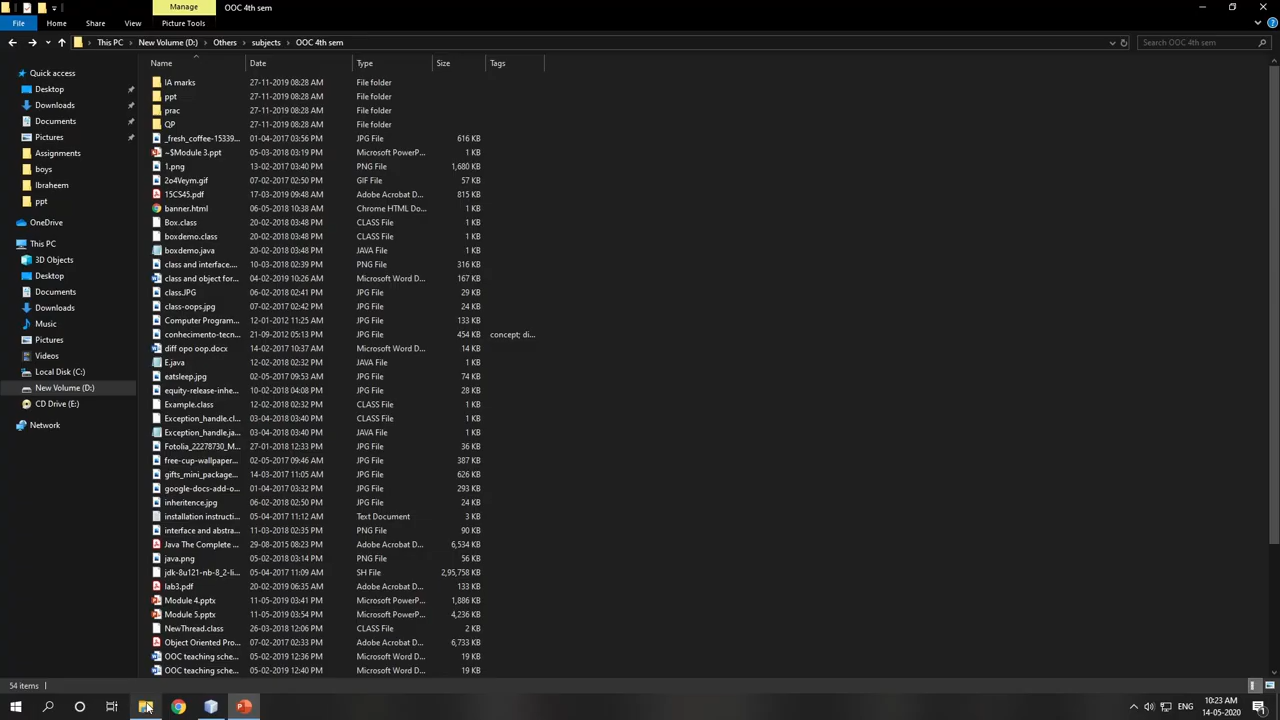 Manage OOC 4th sem
File Home Share View Picture Tools
This PC New Volume (D:) Others subjects OOC 4th sem Search OOC 4th sem
Name Date Type Size Tags
Quick access
Desktop
Downloads
Documents
Pictures
Assignments
boys
Ibraheem
ppt
OneDrive
This PC
3D Objects
Desktop
Documents
Downloads
Music
Pictures
Videos
Local Disk (C:)
New Volume (D:)
CD Drive (E:)
Network
IA marks 27-11-2019 08:28 AM File folder
ppt 27-11-2019 08:28 AM File folder
prac 27-11-2019 08:28 AM File folder
QP 27-11-2019 08:28 AM File folder
_fresh_coffee-15339... 01-04-2017 03:56 PM JPG File 616 KB
~$Module 3.ppt 05-03-2018 03:19 PM Microsoft PowerP... 1 KB
1.png 13-02-2017 03:40 PM PNG File 1,680 KB
2o4Veym.gif 07-02-2017 02:50 PM GIF File 57 KB
15CS45.pdf 17-03-2019 09:48 AM Adobe Acrobat D... 815 KB
banner.html 06-05-2018 10:38 AM Chrome HTML Do... 1 KB
Box.class 20-02-2018 03:48 PM CLASS File 1 KB
boxdemo.class 20-02-2018 03:48 PM CLASS File 1 KB
boxdemo.java 20-02-2018 03:48 PM JAVA File 1 KB
class and interface.... 10-03-2018 02:39 PM PNG File 316 KB
class and object for... 04-02-2019 10:26 AM Microsoft Word D... 167 KB
class.JPG 06-02-2018 02:41 PM JPG File 29 KB
class-oops.jpg 07-02-2017 02:42 PM JPG File 24 KB
Computer Program... 12-01-2012 11:25 AM JPG File 133 KB
conhecimento-tecn... 21-09-2012 05:13 PM JPG File 454 KB concept; di...
diff opo oop.docx 14-02-2017 10:37 AM Microsoft Word D... 14 KB
E.java 12-02-2018 02:32 PM JAVA File 1 KB
eatsleep.jpg 02-05-2017 09:53 AM JPG File 74 KB
equity-release-inhe... 10-02-2018 04:08 PM JPG File 28 KB
Example.class 12-02-2018 02:32 PM CLASS File 1 KB
Exception_handle.cl... 03-04-2018 03:40 PM CLASS File 1 KB
Exception_handle.ja... 03-04-2018 03:40 PM JAVA File 1 KB
Fotolia_22278730_M... 27-01-2018 12:33 PM JPG File 36 KB
free-cup-wallpaper... 02-05-2017 09:46 AM JPG File 387 KB
gifts_mini_package... 14-03-2017 11:05 AM JPG File 626 KB
google-docs-add-o... 01-04-2017 03:32 PM JPG File 293 KB
inheritence.jpg 06-02-2018 02:50 PM JPG File 24 KB
installation instructi... 05-04-2017 11:12 AM Text Document 3 KB
interface and abstra... 11-03-2018 02:35 PM PNG File 90 KB
Java The Complete ... 29-08-2015 08:23 PM Adobe Acrobat D... 6,534 KB
java.png 05-02-2018 03:14 PM PNG File 56 KB
jdk-8u121-nb-8_2-li... 05-04-2017 11:09 AM SH File 2,95,758 KB
lab3.pdf 20-02-2019 06:35 AM Adobe Acrobat D... 133 KB
Module 4.pptx 11-05-2019 03:41 PM Microsoft PowerP... 1,886 KB
Module 5.pptx 11-05-2019 03:54 PM Microsoft PowerP... 4,236 KB
NewThread.class 26-03-2018 12:06 PM CLASS File 2 KB
Object Oriented Pro... 07-02-2017 02:33 PM Adobe Acrobat D... 6,733 KB
OOC teaching sche... 05-02-2019 12:36 PM Microsoft Word D... 19 KB
OOC teaching sche... 05-02-2019 12:40 PM Microsoft Word D... 19 KB
54 items
ENG 10:23 AM
14-05-2020